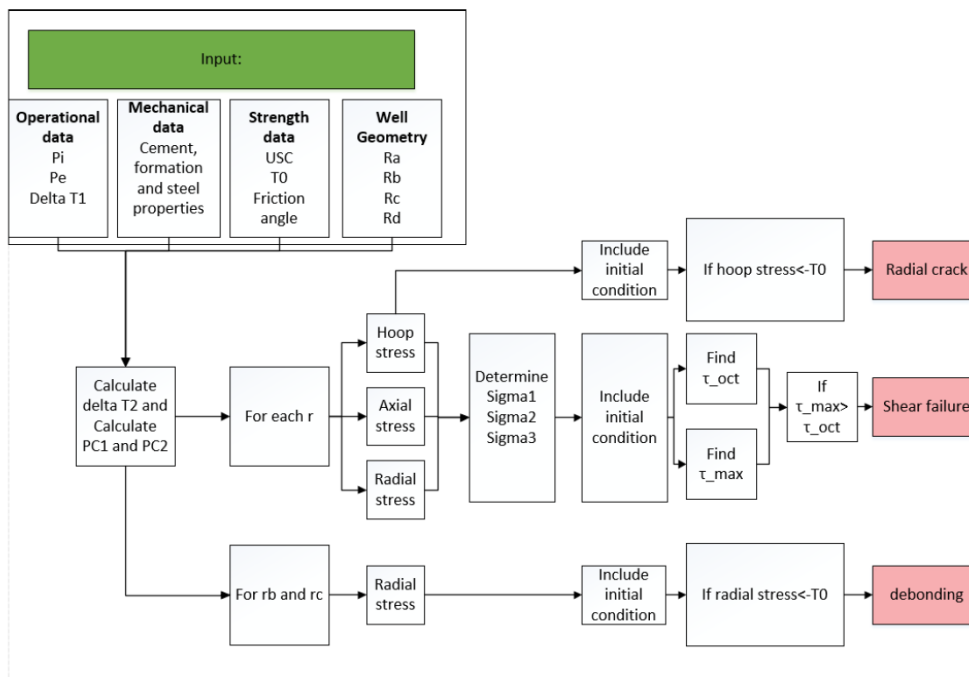 Input:
Operational
data
Pi
Pe
Delta T1
Mechanical
data
Cement,
formation
and steel
properties
Strength
data
USC
T0
Friction
angle
Well
Geometry
Ra
Rb
Rc
Rd
Include
initial
condition
If hoop stress<-T0
Radial crack
Calculate
delta T2 and
Calculate
PC1 and PC2
For each r
Hoop
stress
Axial
stress
Radial
stress
Determine
Sigma1
Sigma2
Sigma3
Include
initial
condition
Find
τ_oct
Find
τ_max
If
τ_max>
τ_oct
Shear failure
For rb and rc
Radial
stress
Include
initial
condition
If radial stress<-T0
debonding